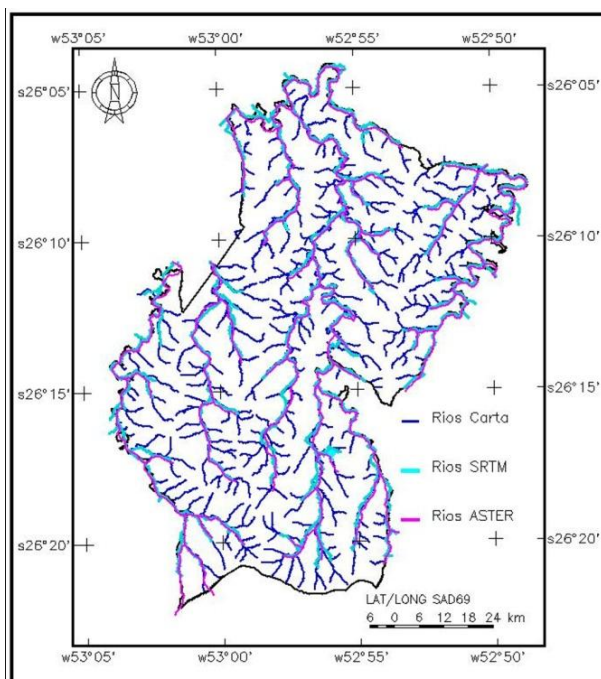 w53°05' w53°00' w52°55' w52°50'
N
s26°05' s26°05'
s26°10' s26°10'
s26°15' s26°15'
Rios Carta
Rios SRTM
Rios ASTER
s26°20' s26°20'
LAT/LONG SAD69
6 0 6 12 18 24 km
w53°05' w53°00' w52°55' w52°50'